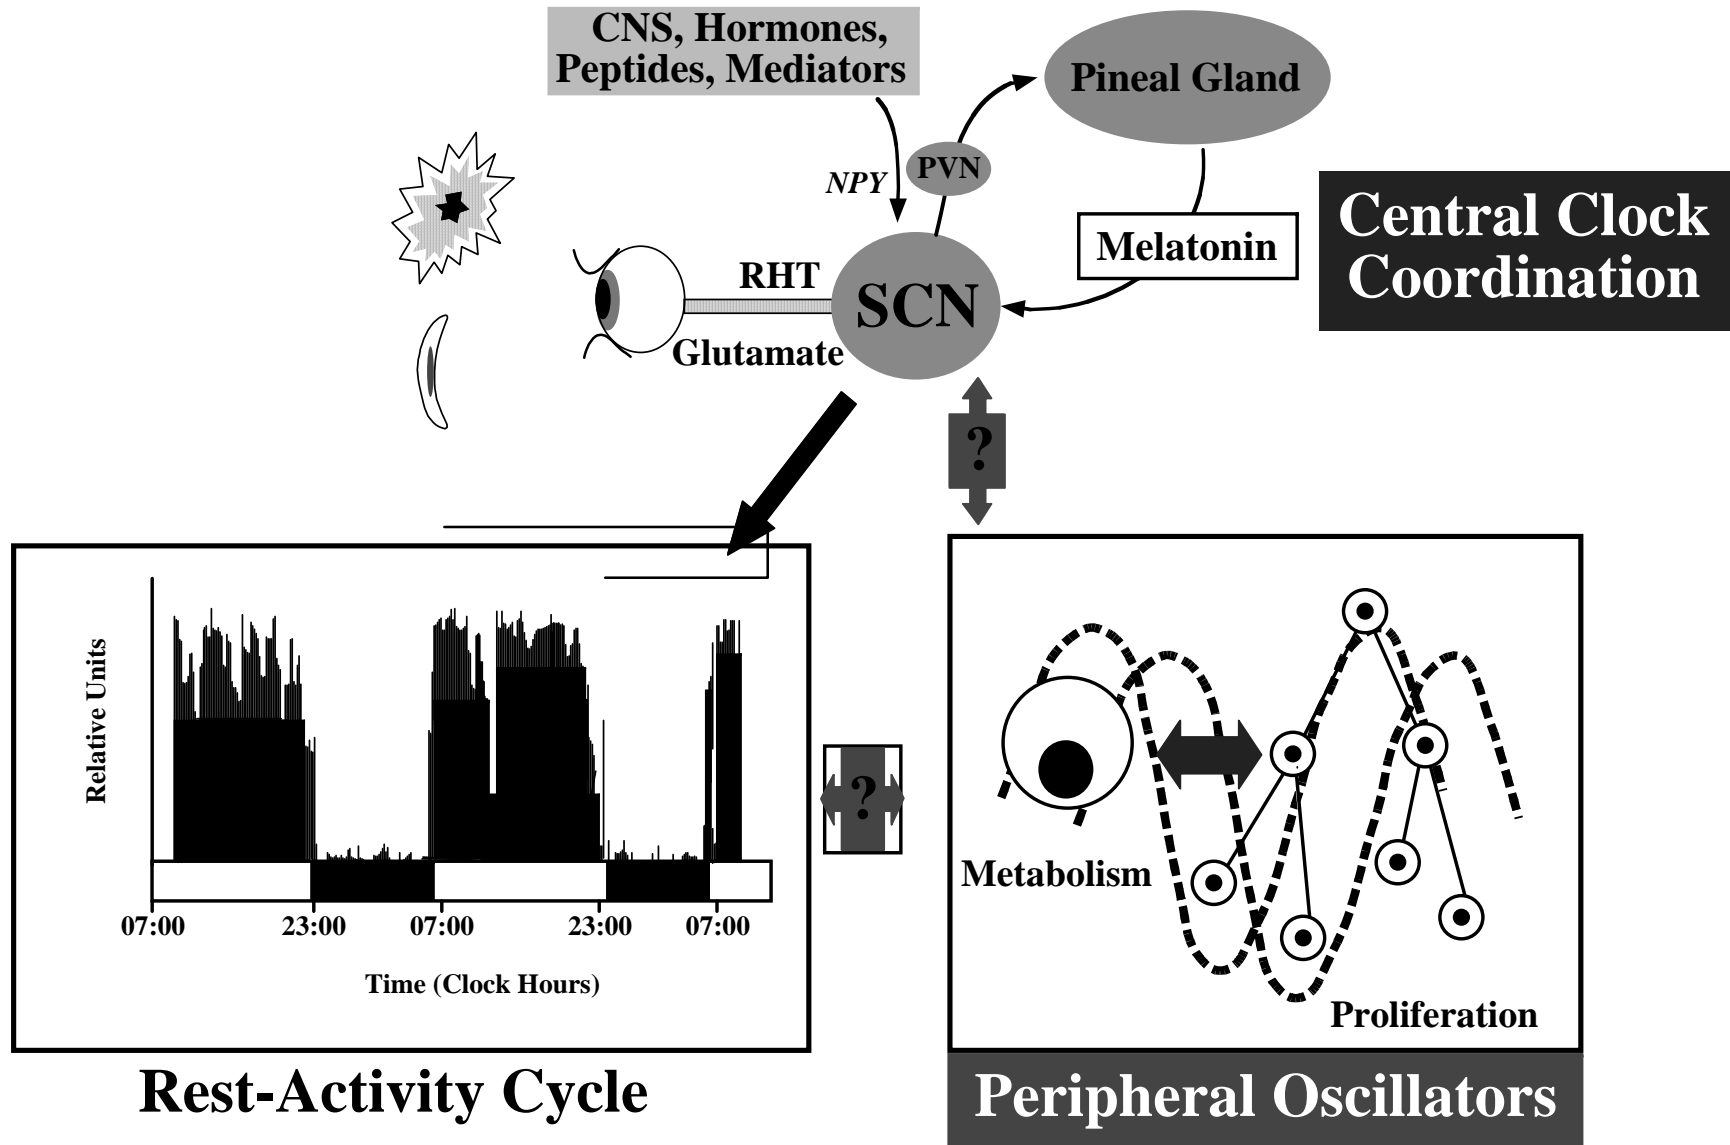 CNS, Hormones,
Peptides, Mediators
Pineal Gland
PVN
NPY
Melatonin
Central Clock
Coordination
RHT
SCN
Glutamate
?
Relative Units
?
Metabolism
07:00 23:00 07:00 23:00 07:00
Time (Clock Hours)
Proliferation
Rest-Activity Cycle
Peripheral Oscillators